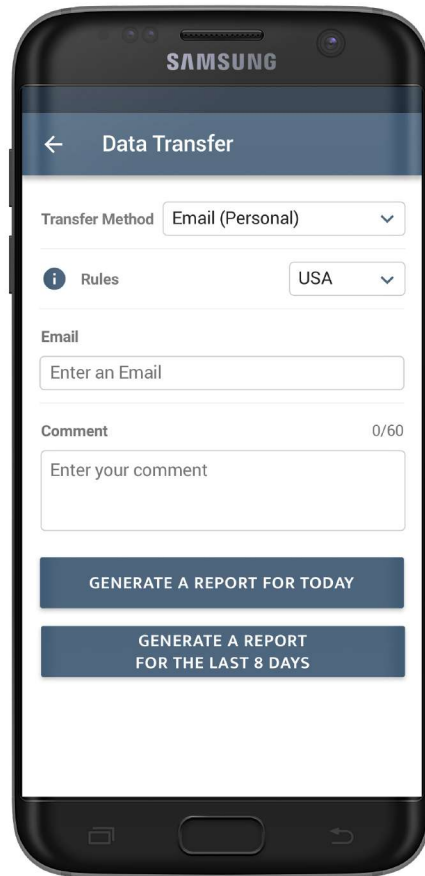 SAMSUNG
Data Transfer
Transfer Method Email (Personal)
Rules USA
Email
Enter an Email
Comment 0/60
Enter your comment
GENERATE A REPORT FOR TODAY
GENERATE A REPORT
FOR THE LAST 8 DAYS